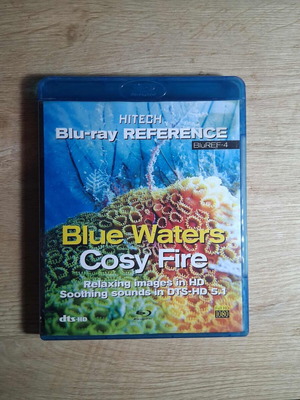 HITECH
Blu-ray REFERENCE
BluREF-4
Blue Waters
Cosy Fire
Relaxing images in HD
Soothing sounds in DTS-HD 5.1
dts-HD